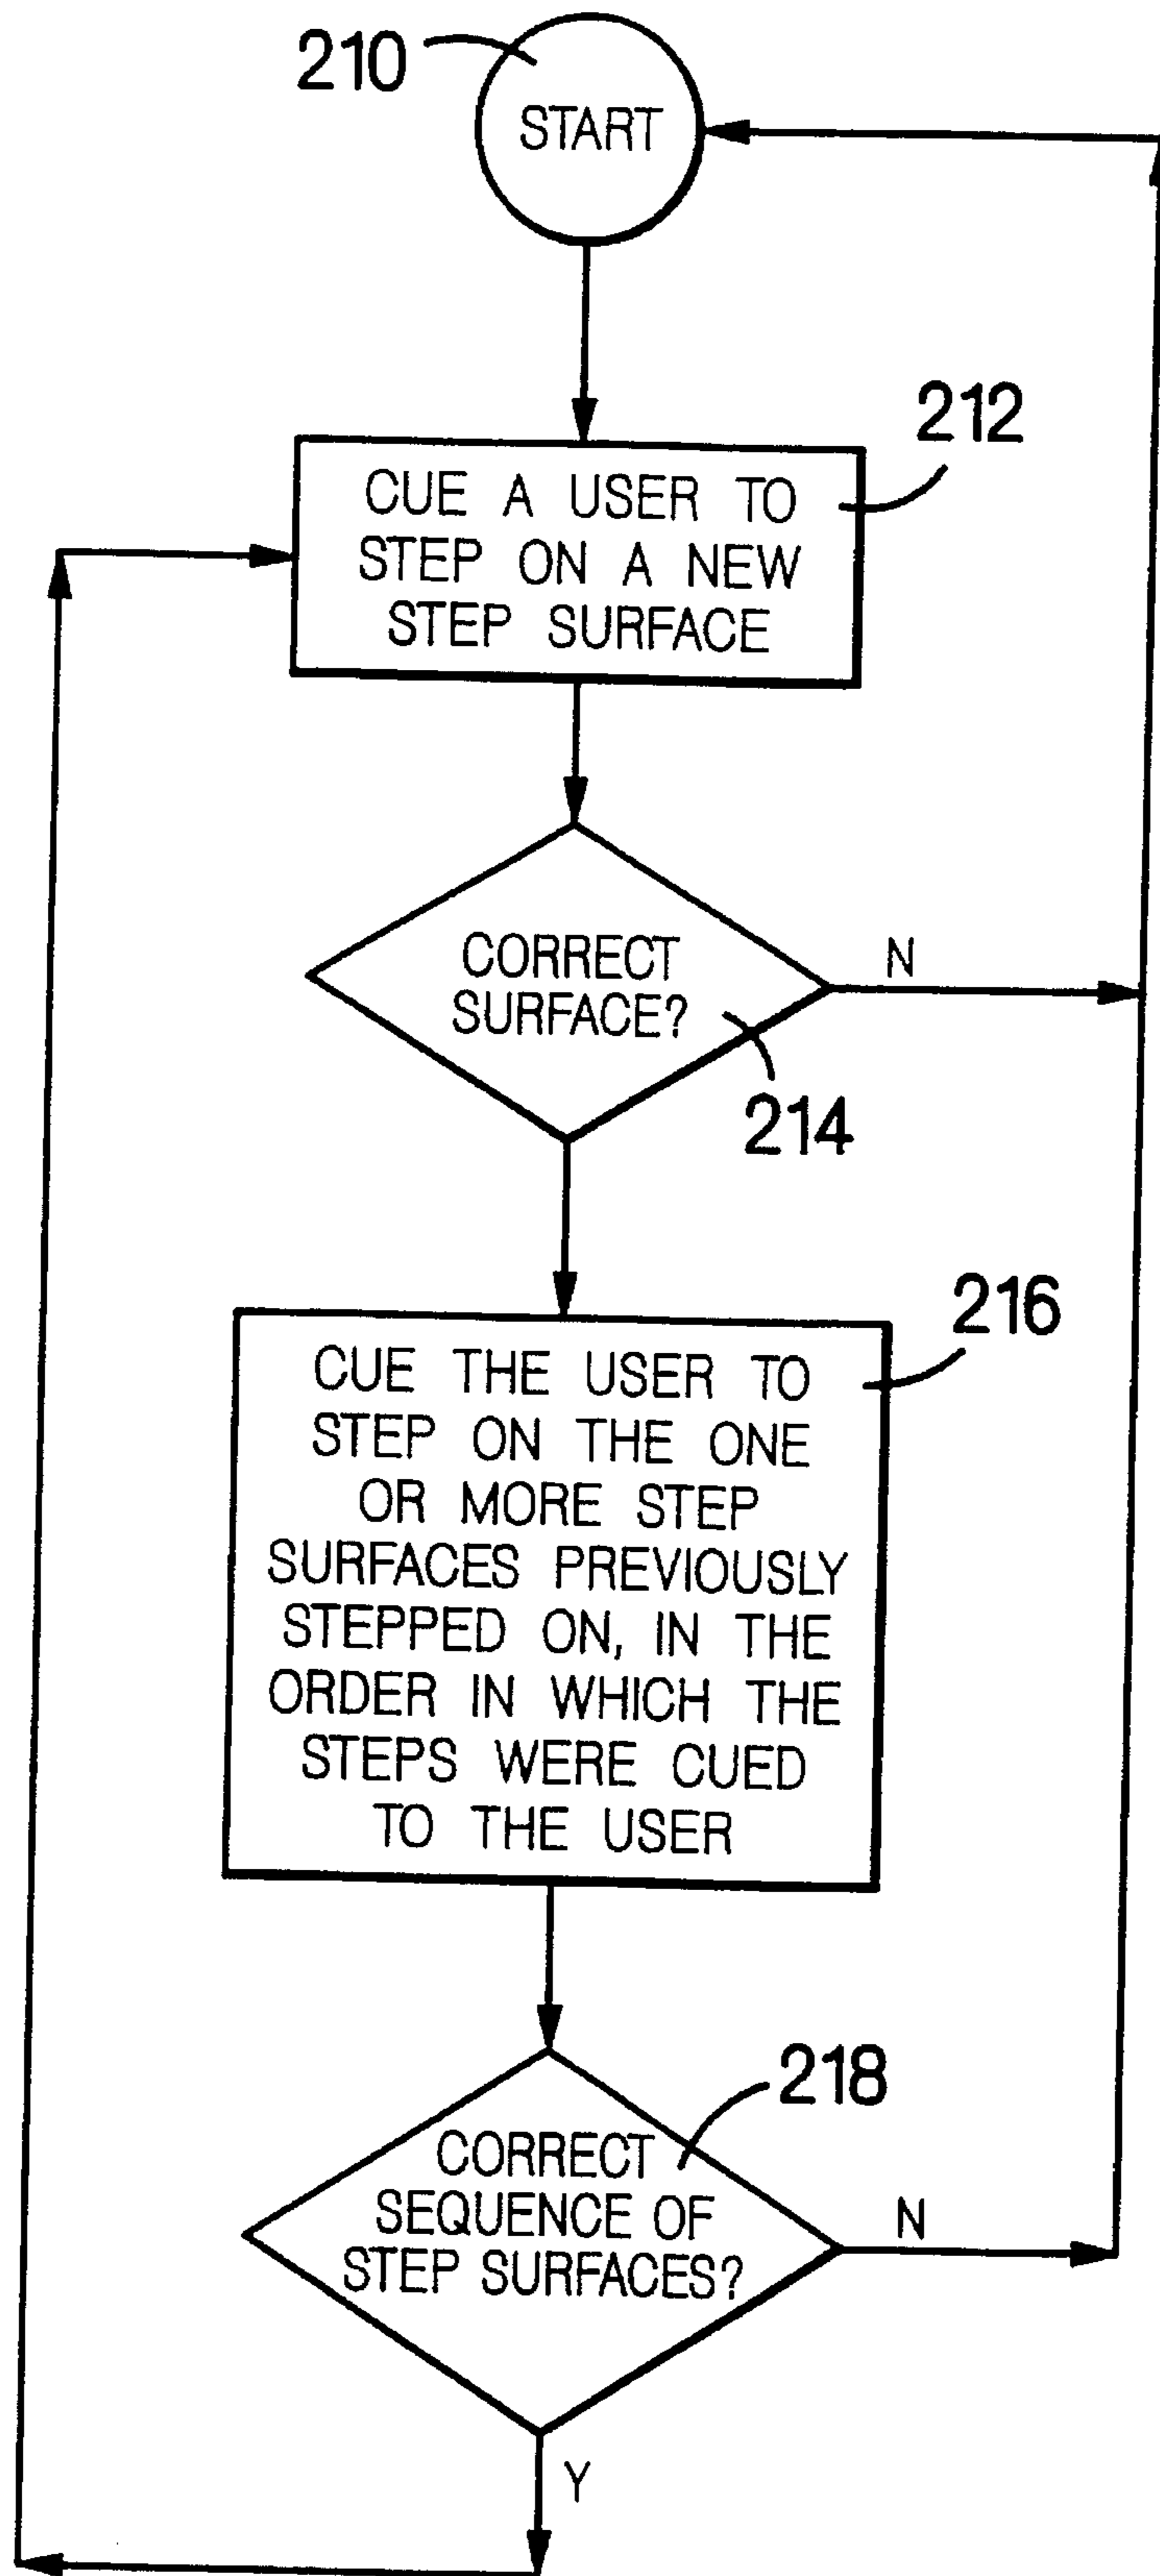 210
START
212
CUE A USER TO
STEP ON A NEW
STEP SURFACE
CORRECT
SURFACE?
N
214
216
CUE THE USER TO
STEP ON THE ONE
OR MORE STEP
SURFACES PREVIOUSLY
STEPPED ON, IN THE
ORDER IN WHICH THE
STEPS WERE CUED
TO THE USER
218
CORRECT
SEQUENCE OF
STEP SURFACES?
N
Y